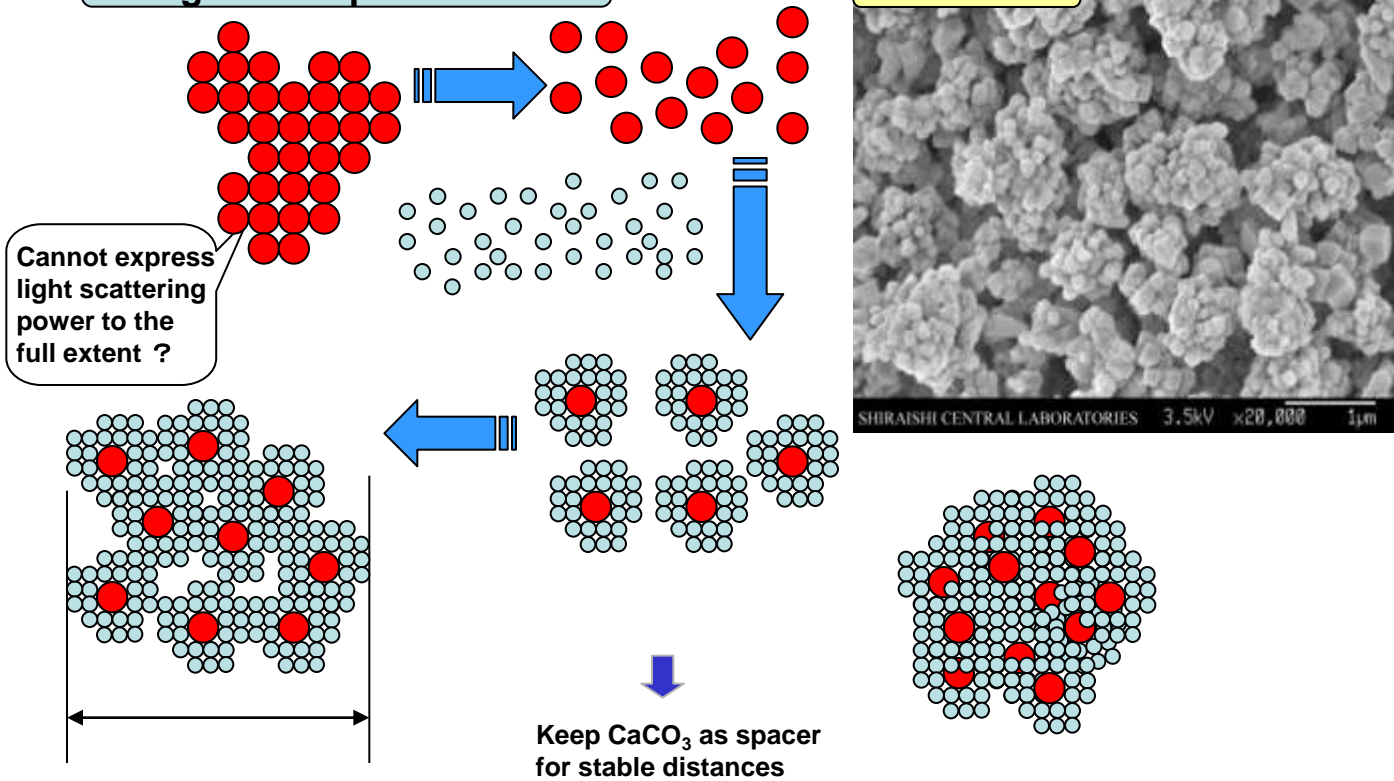 Cannot express
light scattering
power to the
full extent ？
SHIRAISHI CENTRAL LABORATORIES 3.5kV ×20,000 1μm
Keep CaCO₃ as spacer
for stable distances